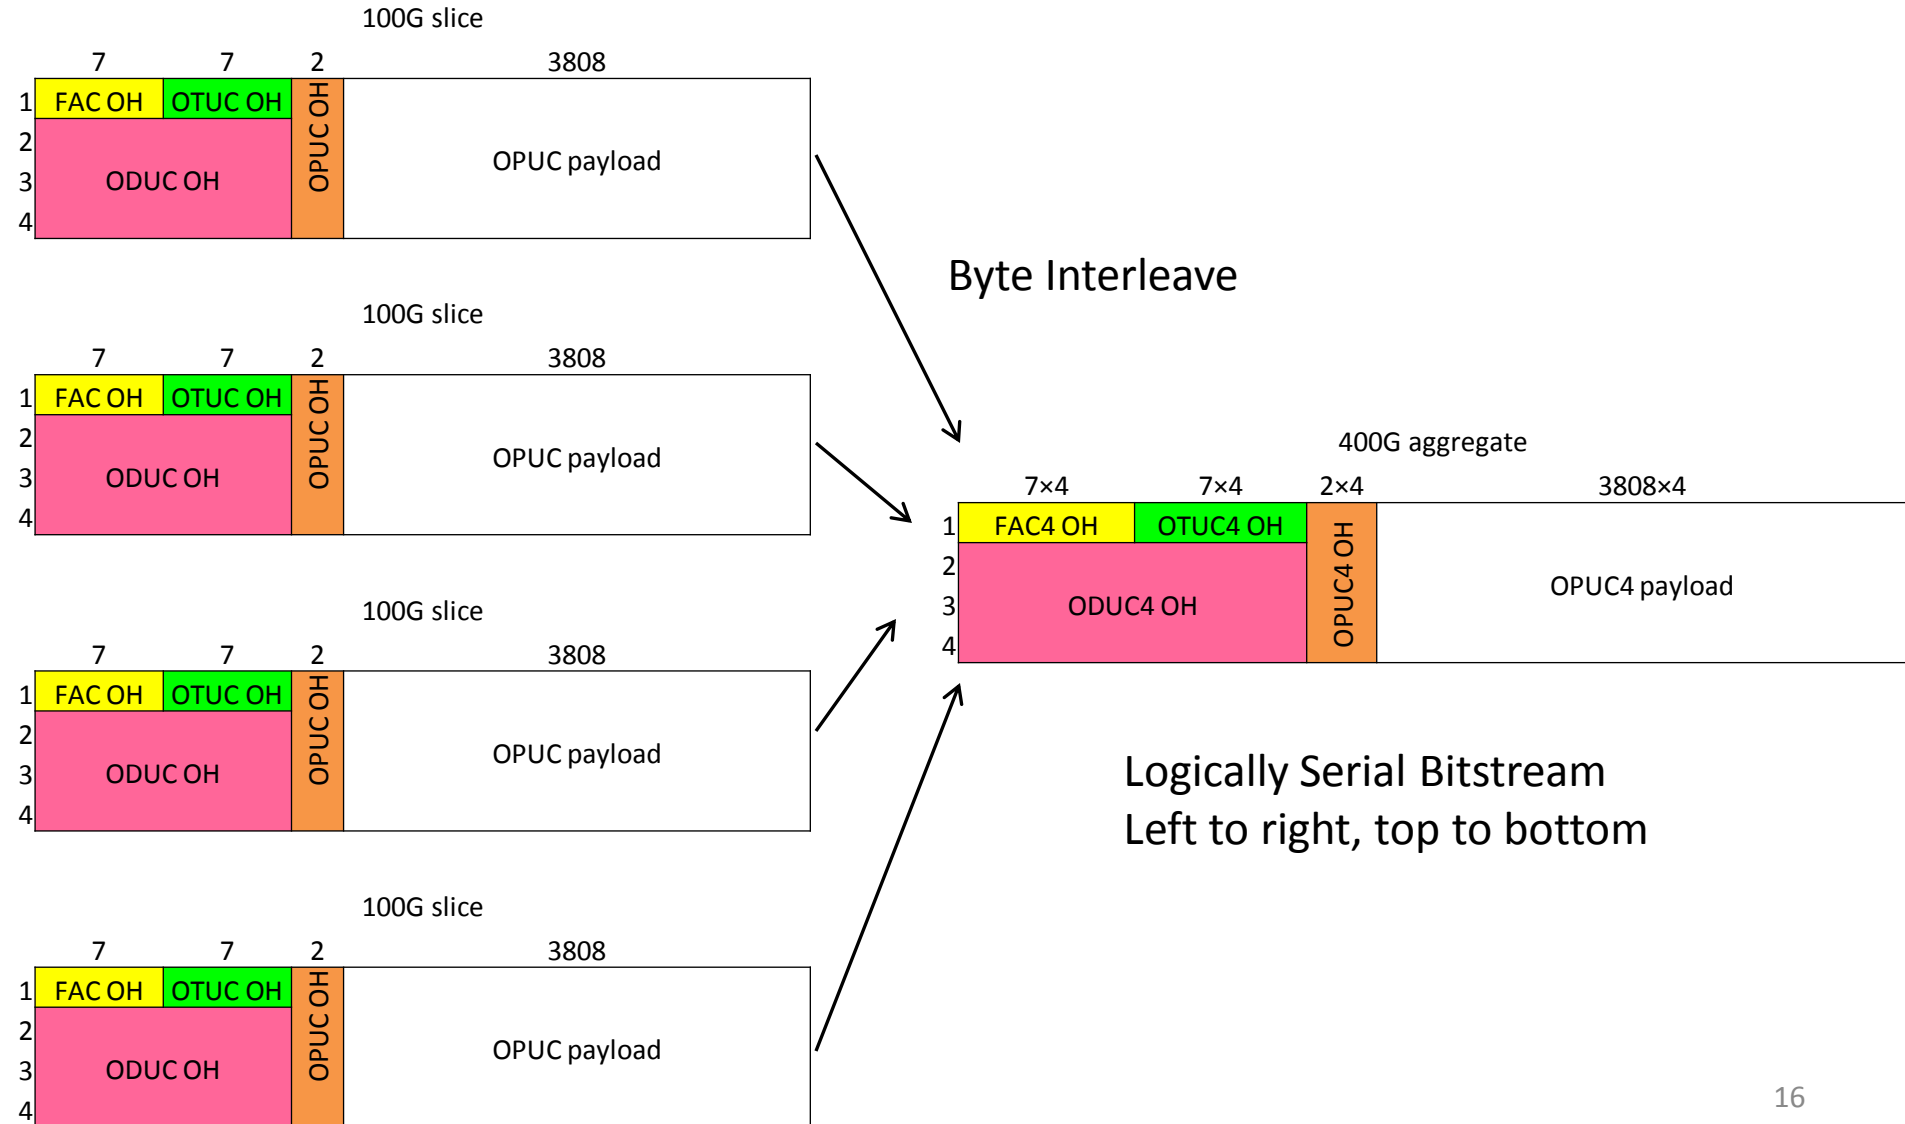 100G slice
7 7 2 3808
1 FAC OH OTUC OH OPUC OH
2
OPUC payload
3 ODUC OH
4
Byte Interleave
100G slice
7 7 2 3808
1 FAC OH OTUC OH OPUC OH
2
OPUC payload
3 ODUC OH
4
400G aggregate
7×4 7×4 2×4 3808×4
1 FAC4 OH OTUC4 OH OPUC4 OH
2
OPUC4 payload
3 ODUC4 OH
4
100G slice
7 7 2 3808
1 FAC OH OTUC OH OPUC OH
2
OPUC payload
3 ODUC OH
4
Logically Serial Bitstream
Left to right, top to bottom
100G slice
7 7 2 3808
1 FAC OH OTUC OH OPUC OH
2
OPUC payload
3 ODUC OH
4
16